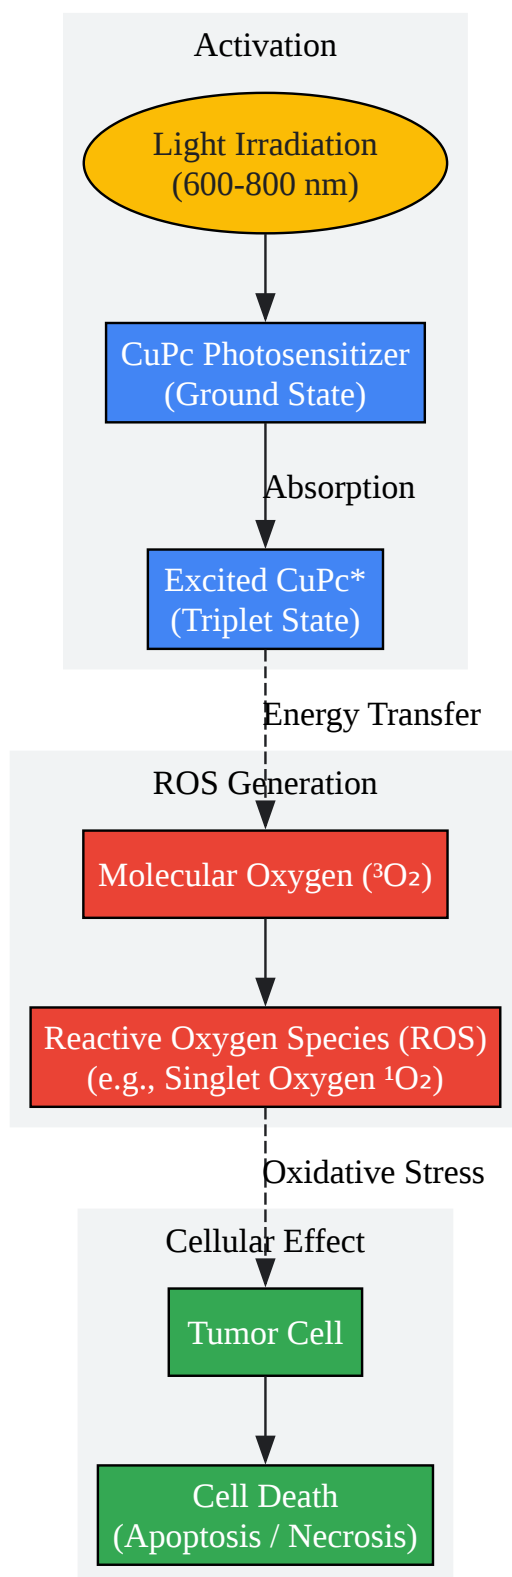 Activation
Light Irradiation
(600-800 nm)
CuPc Photosensitizer
(Ground State)
Absorption
Excited CuPc*
(Triplet State)
Energy Transfer
ROS Generation
Molecular Oxygen (³O₂)
Reactive Oxygen Species (ROS)
(e.g., Singlet Oxygen ¹O₂)
Oxidative Stress
Cellular Effect
Tumor Cell
Cell Death
(Apoptosis / Necrosis)